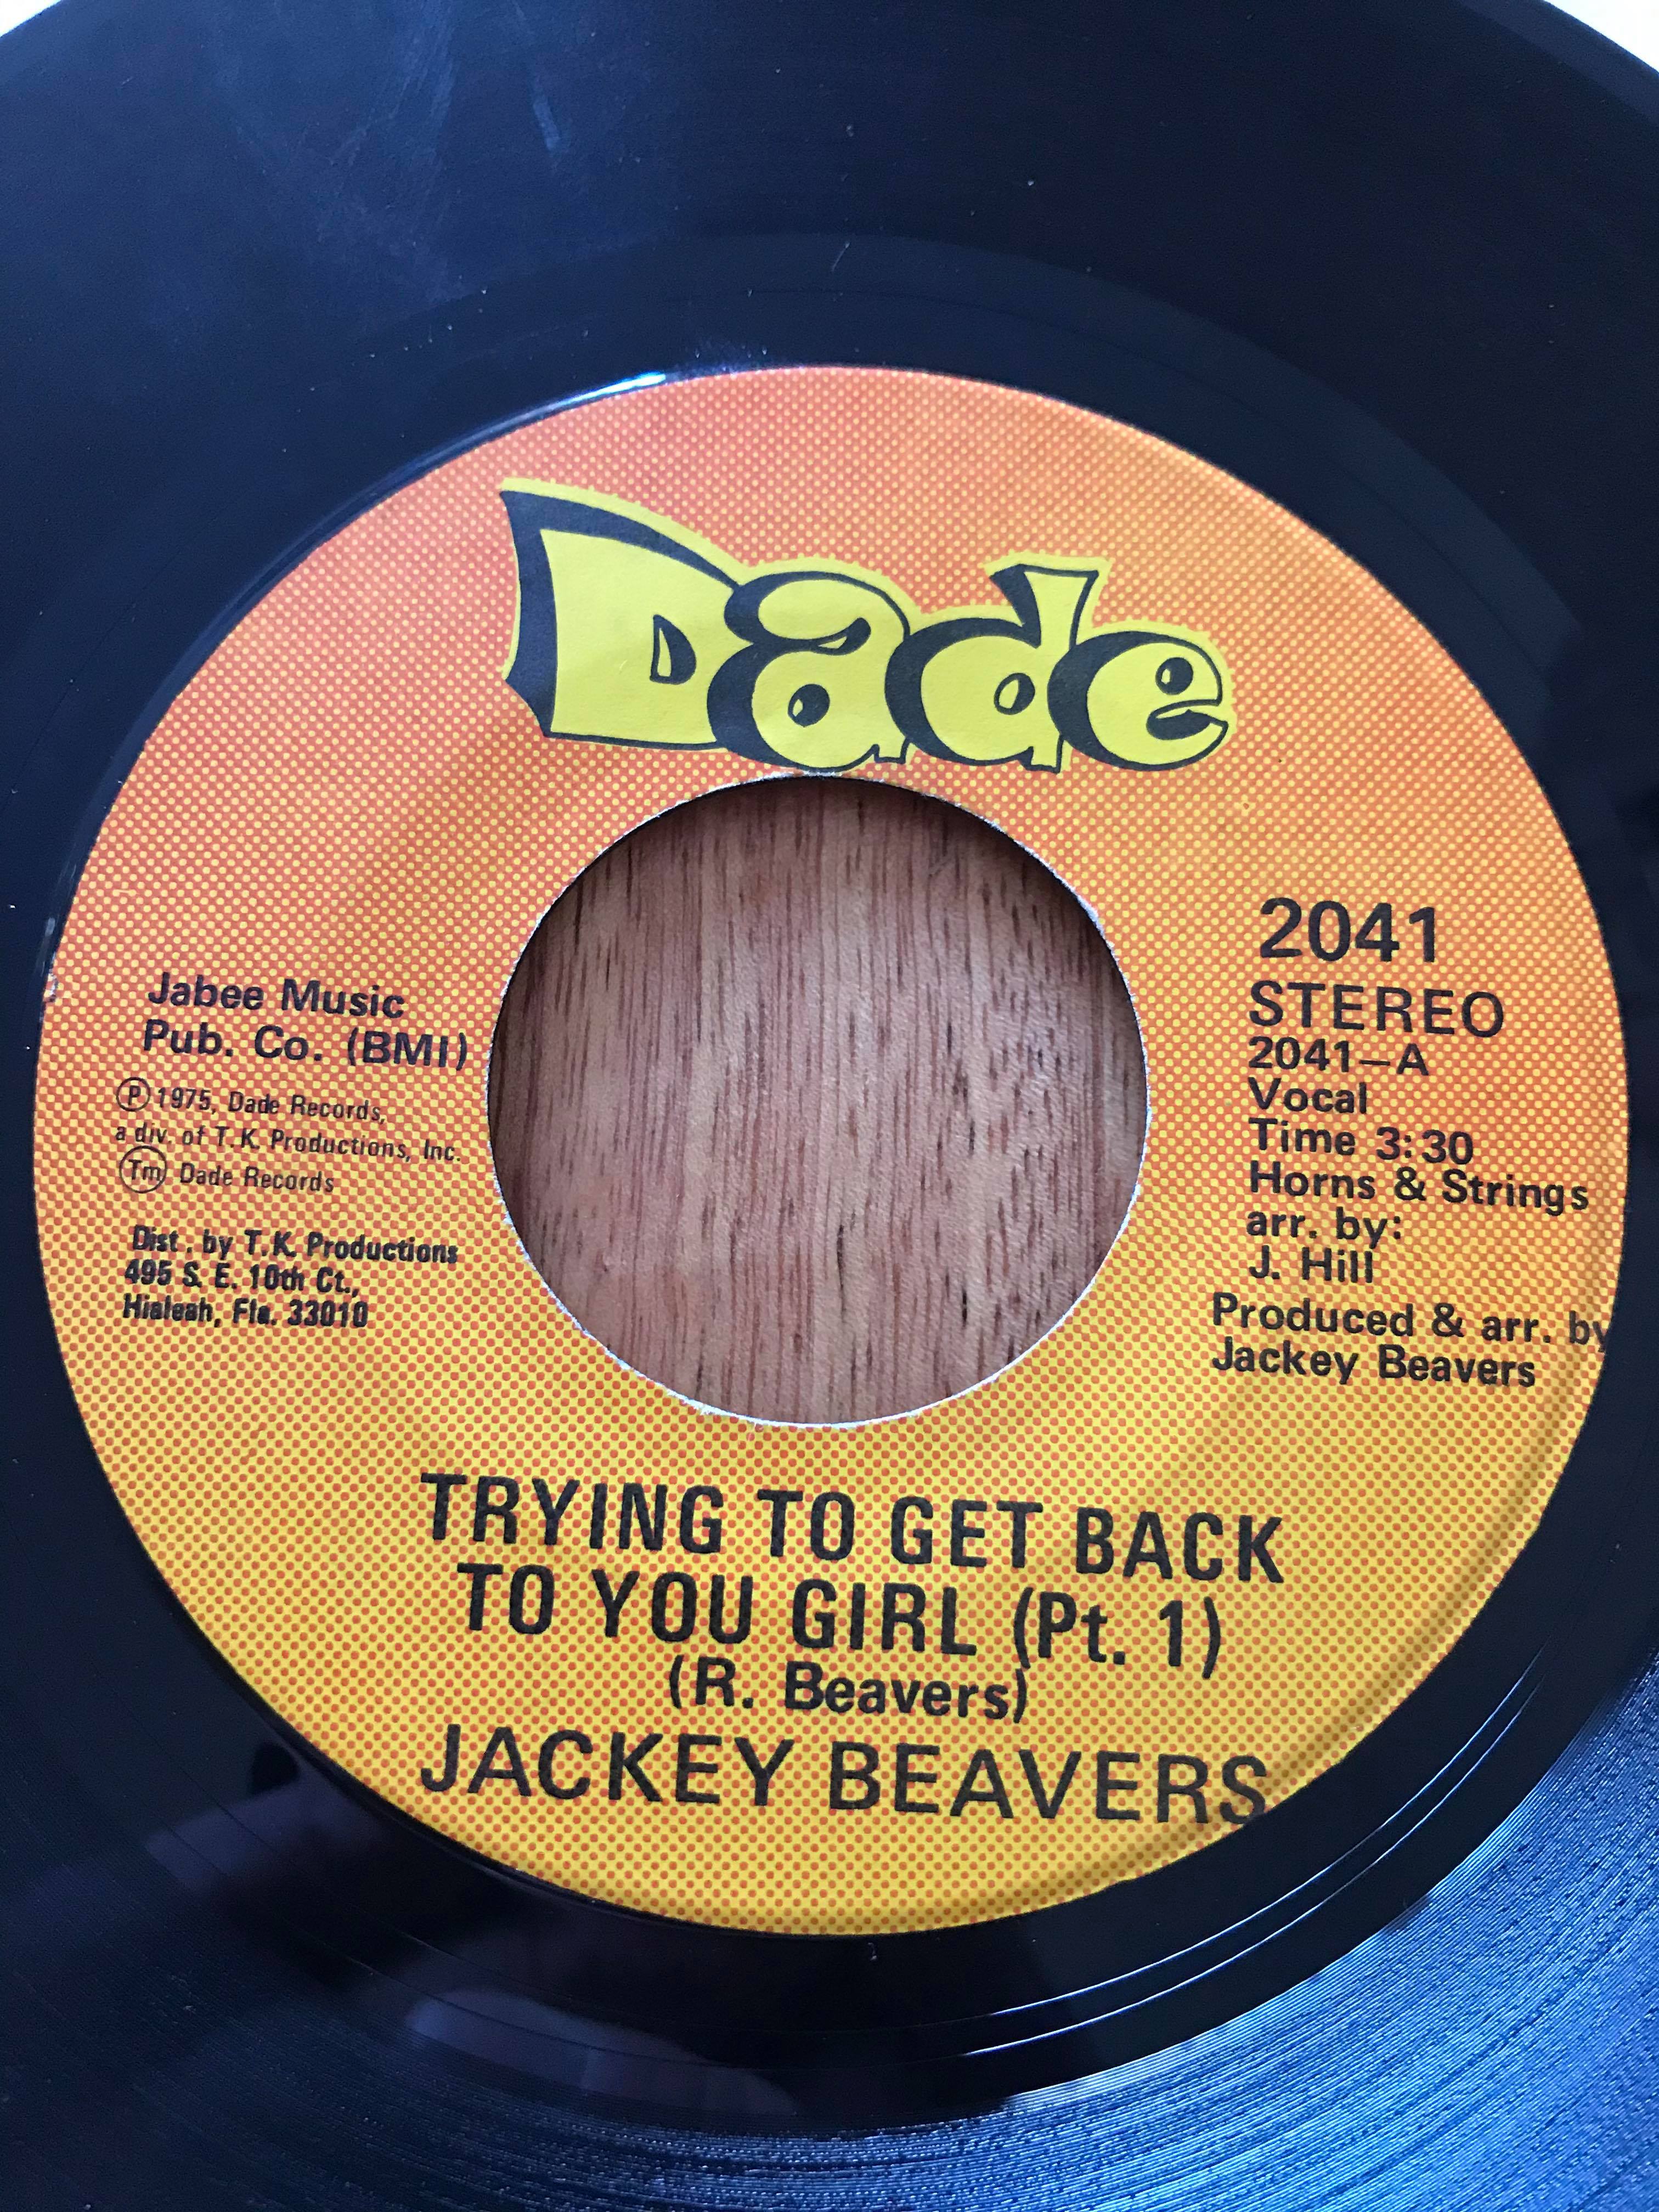 Dade
Jabee Music
Pub. Co. (BMI)
Ⓟ 1975, Dade Records,
a div. of T.K. Productions, Inc.
Tm Dade Records
Dist. by T.K. Productions
495 S. E. 10th Ct.,
Hialeah, Fla. 33010
2041
STEREO
2041-A
Vocal
Time 3:30
Horns & Strings
arr. by:
J. Hill
Produced & arr. by
Jackey Beavers
TRYING TO GET BACK
TO YOU GIRL (Pt. 1)
(R. Beavers)
JACKEY BEAVERS